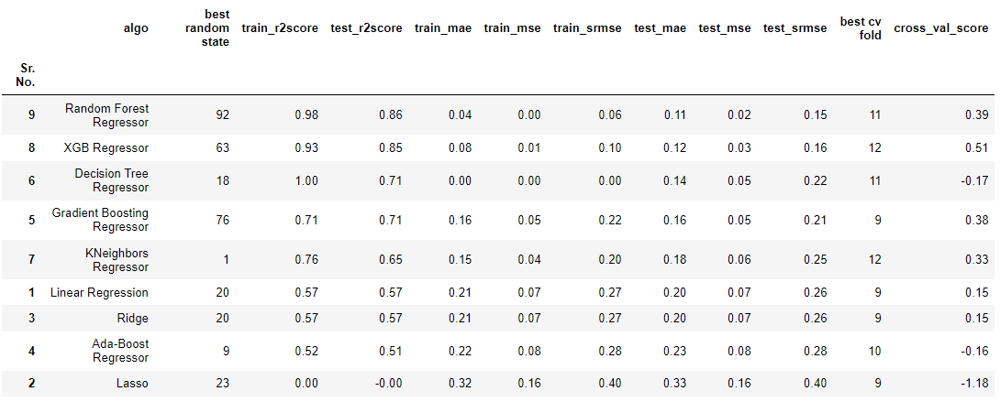 algo best random state train_r2score test_r2score train_mae train_mse train_srmse test_mae test_mse test_srmse best cv fold cross_val_score
Sr. No.
9 Random Forest Regressor 92 0.98 0.86 0.04 0.00 0.06 0.11 0.02 0.15 11 0.39
8 XGB Regressor 63 0.93 0.85 0.08 0.01 0.10 0.12 0.03 0.16 12 0.51
6 Decision Tree Regressor 18 1.00 0.71 0.00 0.00 0.00 0.14 0.05 0.22 11 -0.17
5 Gradient Boosting Regressor 76 0.71 0.71 0.16 0.05 0.22 0.16 0.05 0.21 9 0.38
7 KNeighbors Regressor 1 0.76 0.65 0.15 0.04 0.20 0.18 0.06 0.25 12 0.33
1 Linear Regression 20 0.57 0.57 0.21 0.07 0.27 0.20 0.07 0.26 9 0.15
3 Ridge 20 0.57 0.57 0.21 0.07 0.27 0.20 0.07 0.26 9 0.15
4 Ada-Boost Regressor 9 0.52 0.51 0.22 0.08 0.28 0.23 0.08 0.28 10 -0.16
2 Lasso 23 0.00 -0.00 0.32 0.16 0.40 0.33 0.16 0.40 9 -1.18